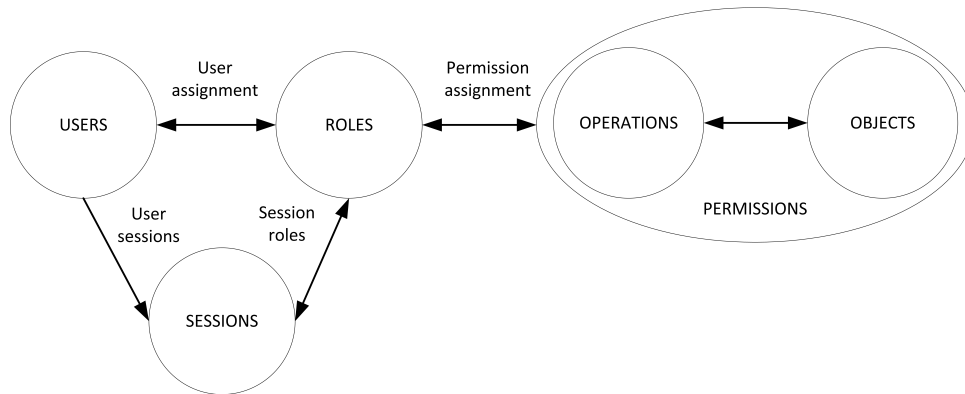 User
assignment
Permission
assignment
USERS
ROLES
OPERATIONS
OBJECTS
PERMISSIONS
User
sessions
Session
roles
SESSIONS